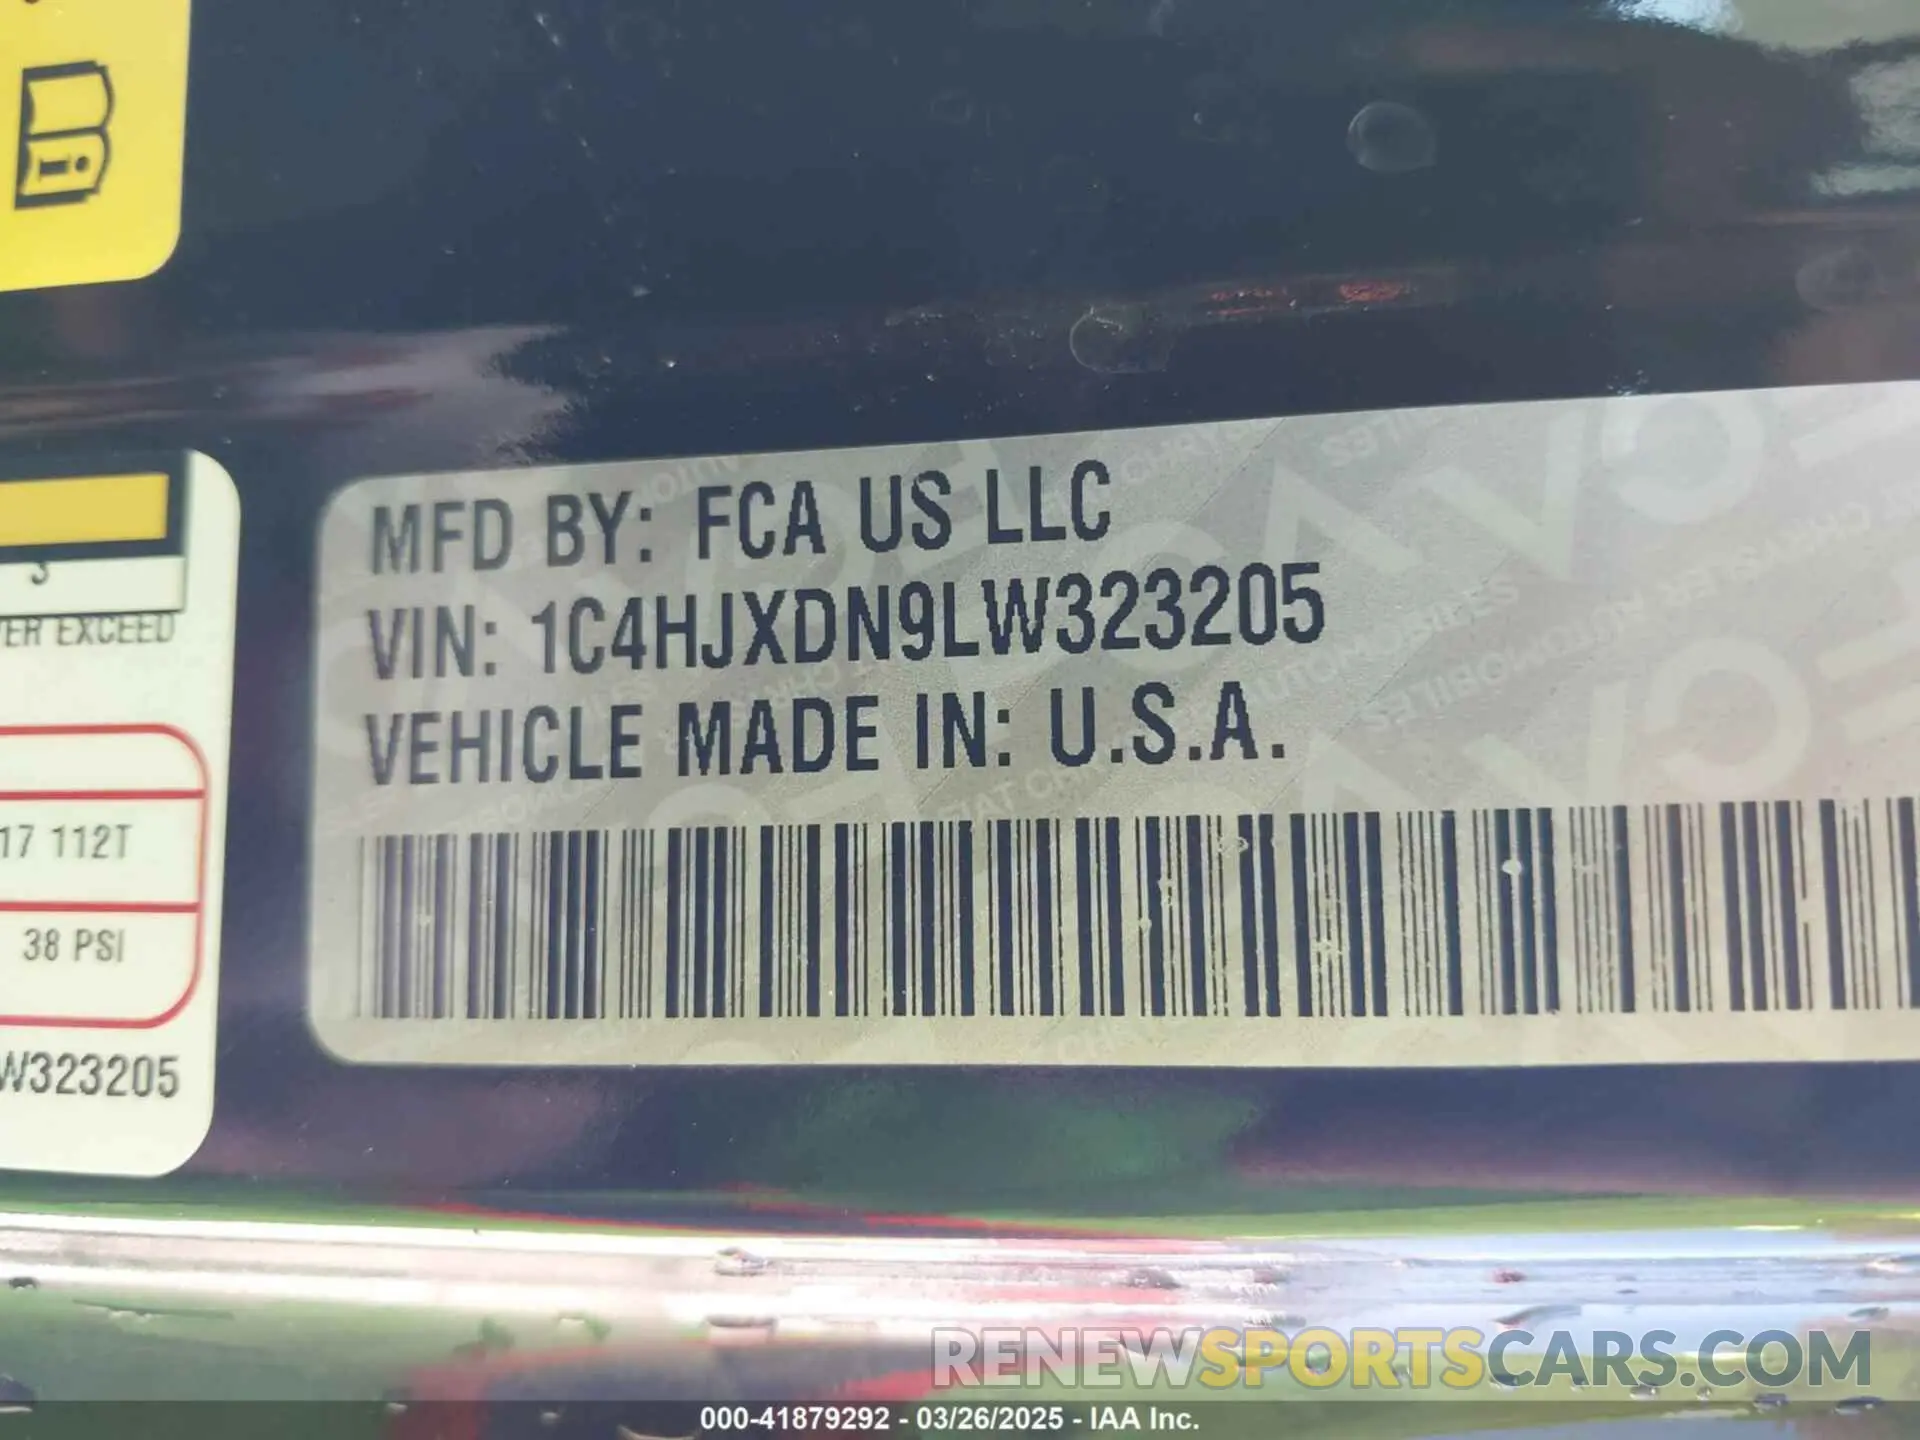 3
VER EXCEED
17 112T
38 PSI
W323205
MFD BY: FCA US LLC
VIN: 1C4HJXDN9LW323205
VEHICLE MADE IN: U.S.A.
RENEWSPORTSCARS.COM
000-41879292 - 03/26/2025 - IAA Inc.